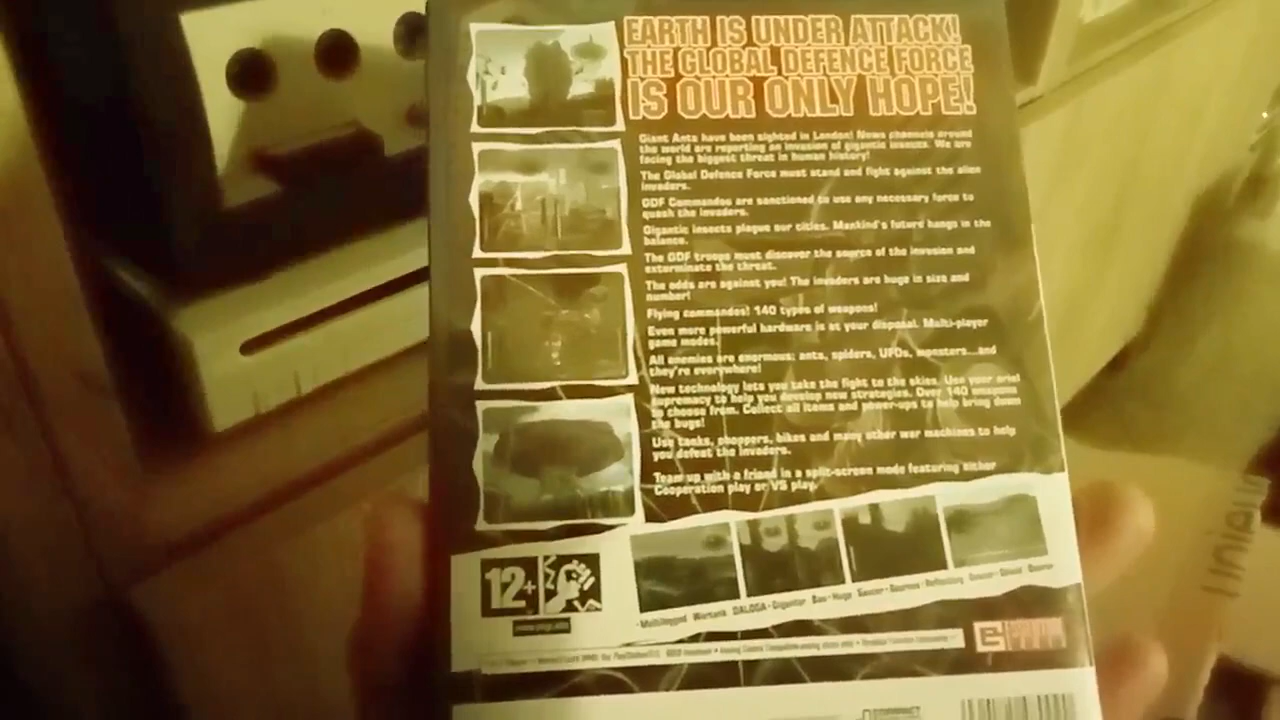 EARTH IS UNDER ATTACK!
THE GLOBAL DEFENCE FORCE
IS OUR ONLY HOPE!
Giant Ants have been sighted in London! News channels around
the world are reporting an invasion of gigantic insects. We are
facing the biggest threat in human history!
The Global Defence Force must stand and fight against the alien
invaders.
GDF Commandos are sanctioned to use any necessary force to
quash the invaders.
Gigantic insects plague our cities. Mankind's future hangs in the
balance.
The GDF troops must discover the source of the invasion and
exterminate the threat.
The odds are against you! The invaders are huge in size and
number!
Flying commandos! 140 types of weapons!
Even more powerful hardware is at your disposal. Multi-player
game modes.
All enemies are enormous: ants, spiders, UFOs, monsters...and
they're everywhere!
New technology lets you take the fight to the skies. Use your ariel
supremacy to help you develop new strategies. Over 140 weapons
to choose from. Collect all items and power-ups to help bring down
the bugs!
Use tanks, choppers, bikes and many other war machines to help
you defeat the invaders.
Team up with a friend in a split-screen mode featuring either
Cooperation play or VS play.
12+